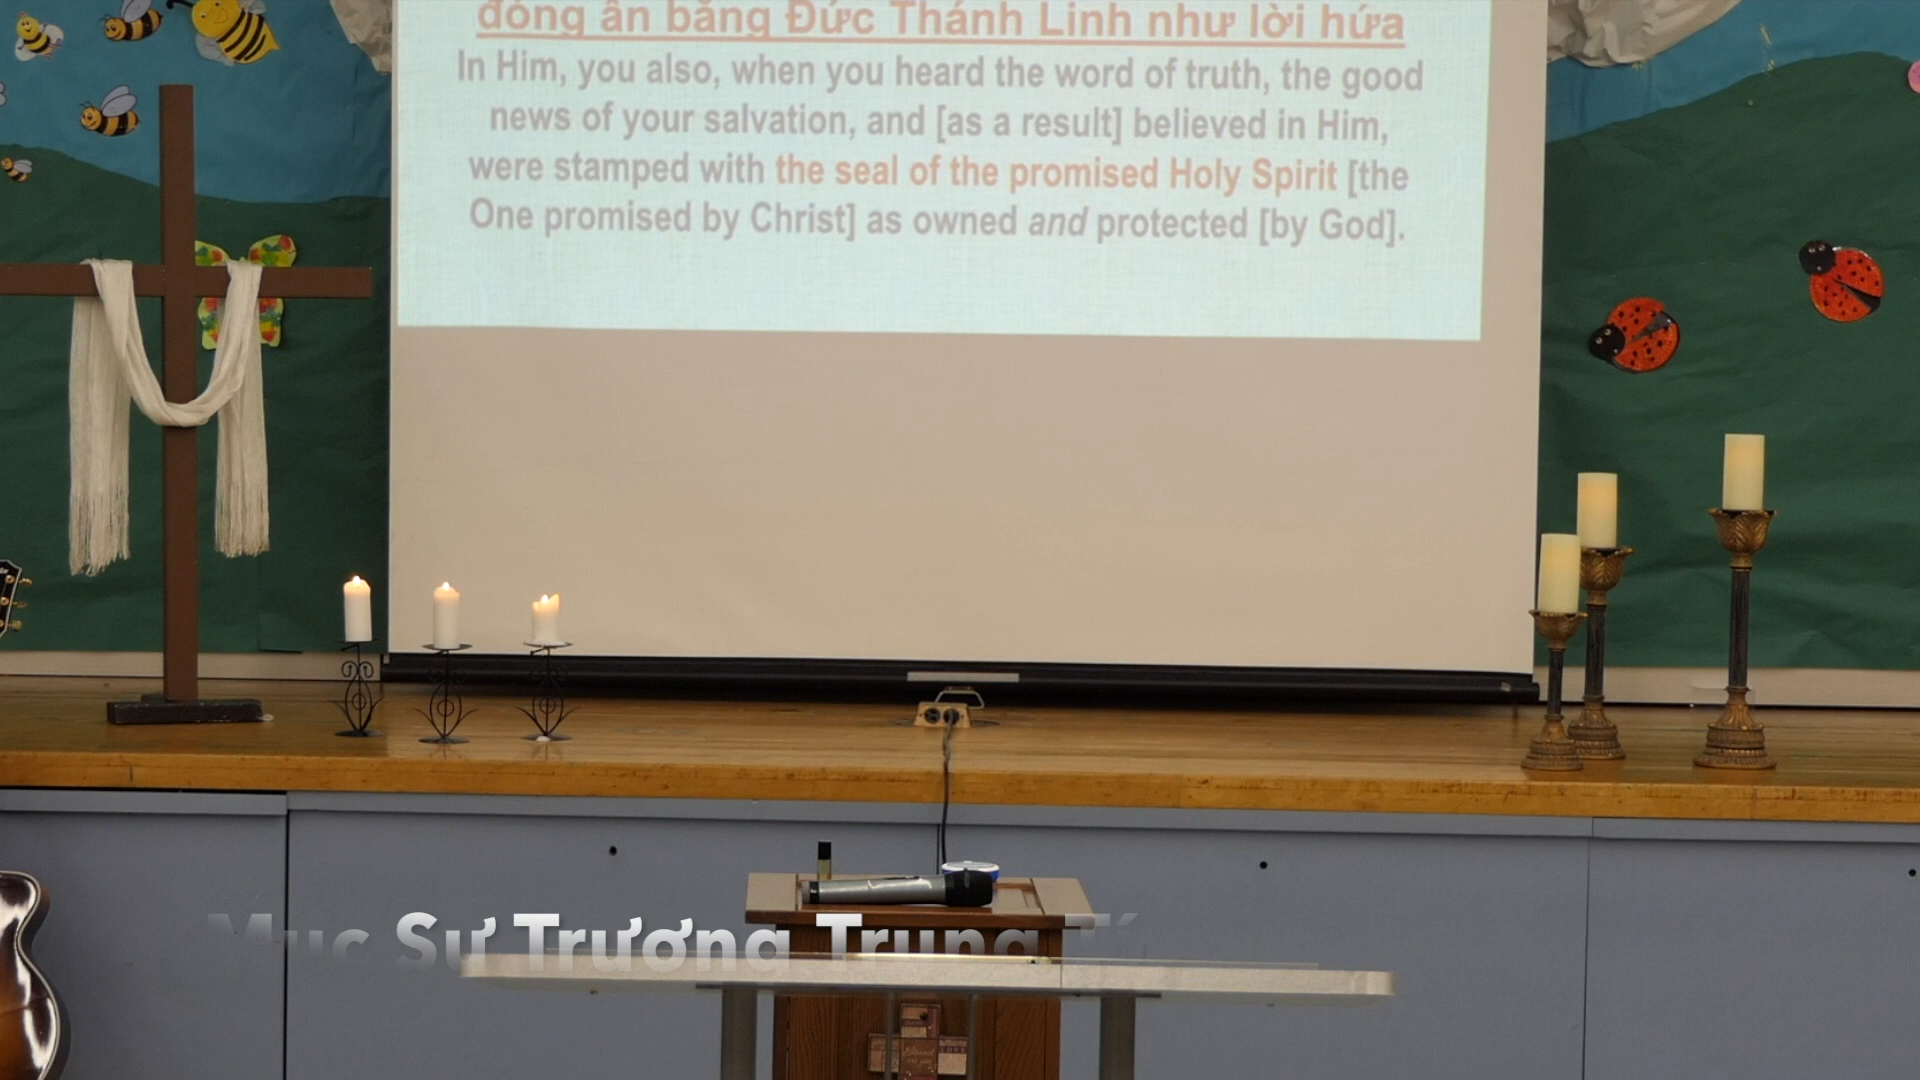 đóng ấn bằng Đức Thánh Linh như lời hứa
In Him, you also, when you heard the word of truth, the good
news of your salvation, and [as a result] believed in Him,
were stamped with the seal of the promised Holy Spirit [the
One promised by Christ] as owned and protected [by God].
Mục Sư Trương Trung